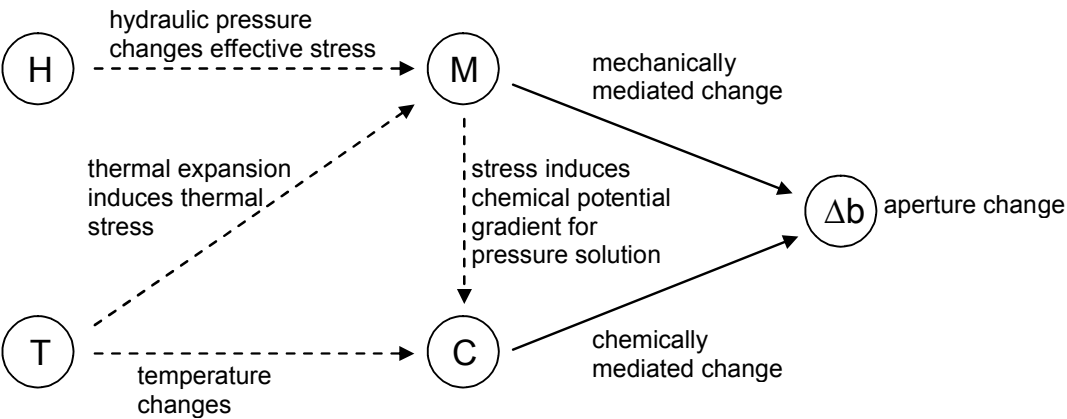 hydraulic pressure
changes effective stress
H
M
mechanically
mediated change
thermal expansion
induces thermal
stress
stress induces
chemical potential
gradient for
pressure solution
Δb
aperture change
T
C
temperature
changes
chemically
mediated change